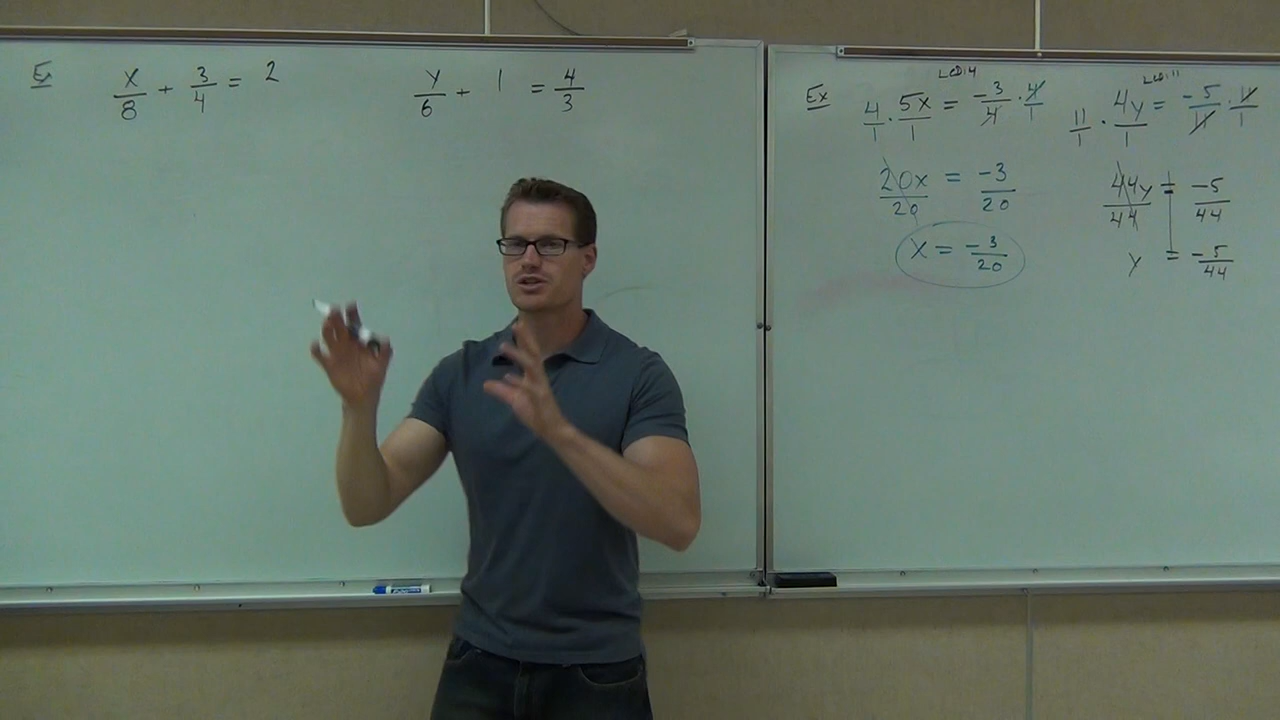 Ex x/8 + 3/4 = 2
y/6 + 1 = 4/3
Ex LCD:4
4/1 · 5x/1 = -3/4 · 4/1
20x/20 = -3/20
x = -3/20
LCD:11
11/1 · 4y/1 = -5/11 · 11/1
44y/44 = -5/44
y = -5/44